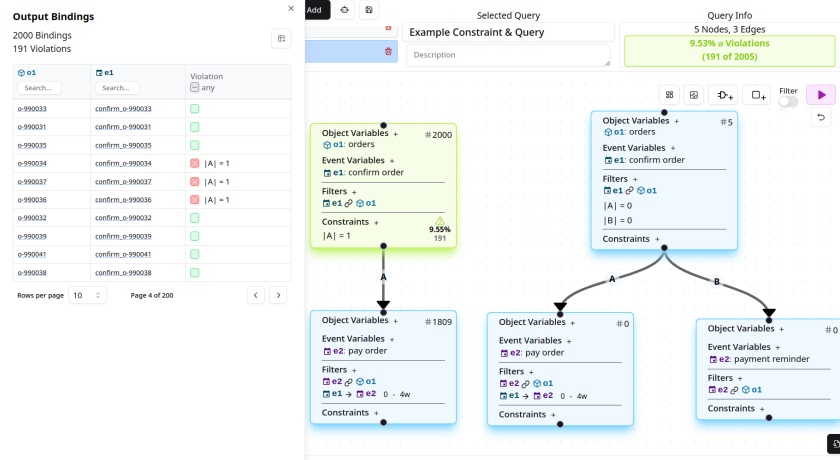 Output Bindings
2000 Bindings
191 Violations
o1
e1
Violation
Search...
Search...
any
o-990033
confirm_o-990033
o-990031
confirm_o-990031
o-990035
confirm_o-990035
o-990034
confirm_o-990034
|A| = 1
o-990037
confirm_o-990037
|A| = 1
o-990036
confirm_o-990036
|A| = 1
o-990032
confirm_o-990032
o-990039
confirm_o-990039
o-990041
confirm_o-990041
o-990038
confirm_o-990038
Rows per page 10
Page 4 of 200
Add
Selected Query
Example Constraint & Query
Description
Query Info
5 Nodes, 3 Edges
9.53% ⌀ Violations
(191 of 2005)
Filter
Object Variables +
#2000
o1: orders
Event Variables +
e1: confirm order
Filters +
e1 o1
Constraints +
|A| = 1
9.55%
191
A
Object Variables +
#1809
Event Variables +
e2: pay order
Filters +
e2 o1
e1 → e2 0 - 4w
Constraints +
Object Variables +
#5
o1: orders
Event Variables +
e1: confirm order
Filters +
e1 o1
|A| = 0
|B| = 0
Constraints +
A
B
Object Variables +
#0
Event Variables +
e2: pay order
Filters +
e2 o1
e1 → e2 0 - 4w
Constraints +
Object Variables +
#0
Event Variables +
e2: payment reminder
Filters +
e2 o1
Constraints +